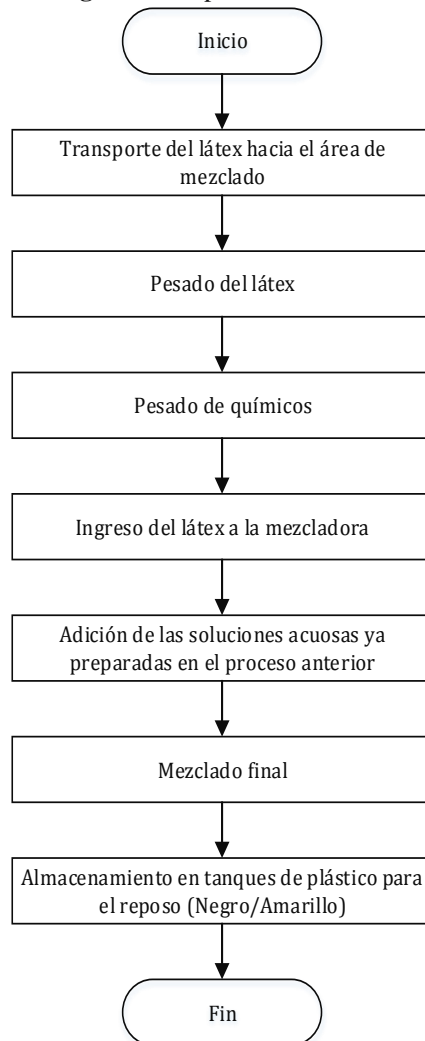 Inicio
Transporte del látex hacia el área de
mezclado
Pesado del látex
Pesado de químicos
Ingreso del látex a la mezcladora
Adición de las soluciones acuosas ya
preparadas en el proceso anterior
Mezclado final
Almacenamiento en tanques de plástico para
el reposo (Negro/Amarillo)
Fin